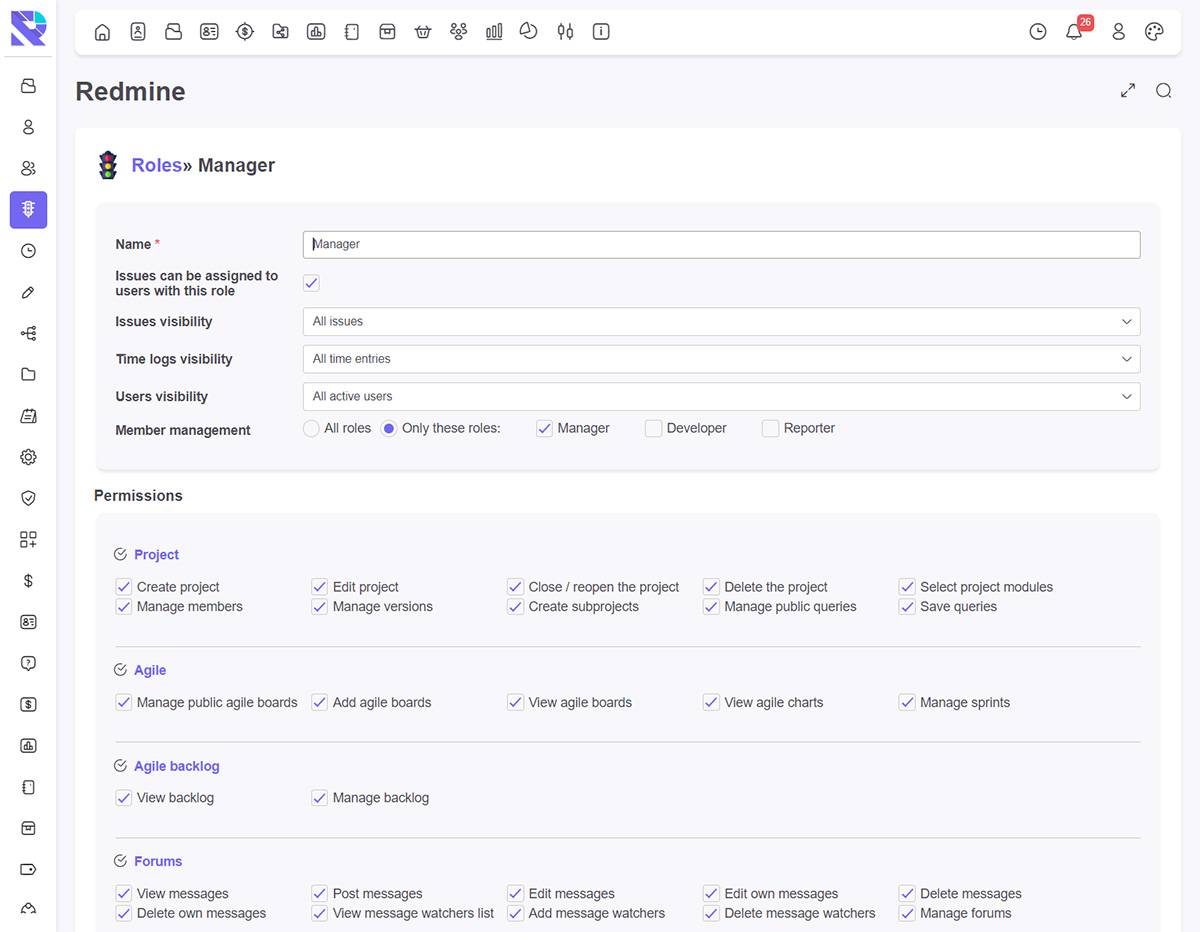 26
Redmine
Roles» Manager
Name *
Manager
Issues can be assigned to
users with this role
Issues visibility
All issues
Time logs visibility
All time entries
Users visibility
All active users
Member management
All roles Only these roles: Manager Developer Reporter
Permissions
Project
Create project Edit project Close / reopen the project Delete the project Select project modules
Manage members Manage versions Create subprojects Manage public queries Save queries
Agile
Manage public agile boards Add agile boards View agile boards View agile charts Manage sprints
Agile backlog
View backlog Manage backlog
Forums
View messages Post messages Edit messages Edit own messages Delete messages
Delete own messages View message watchers list Add message watchers Delete message watchers Manage forums